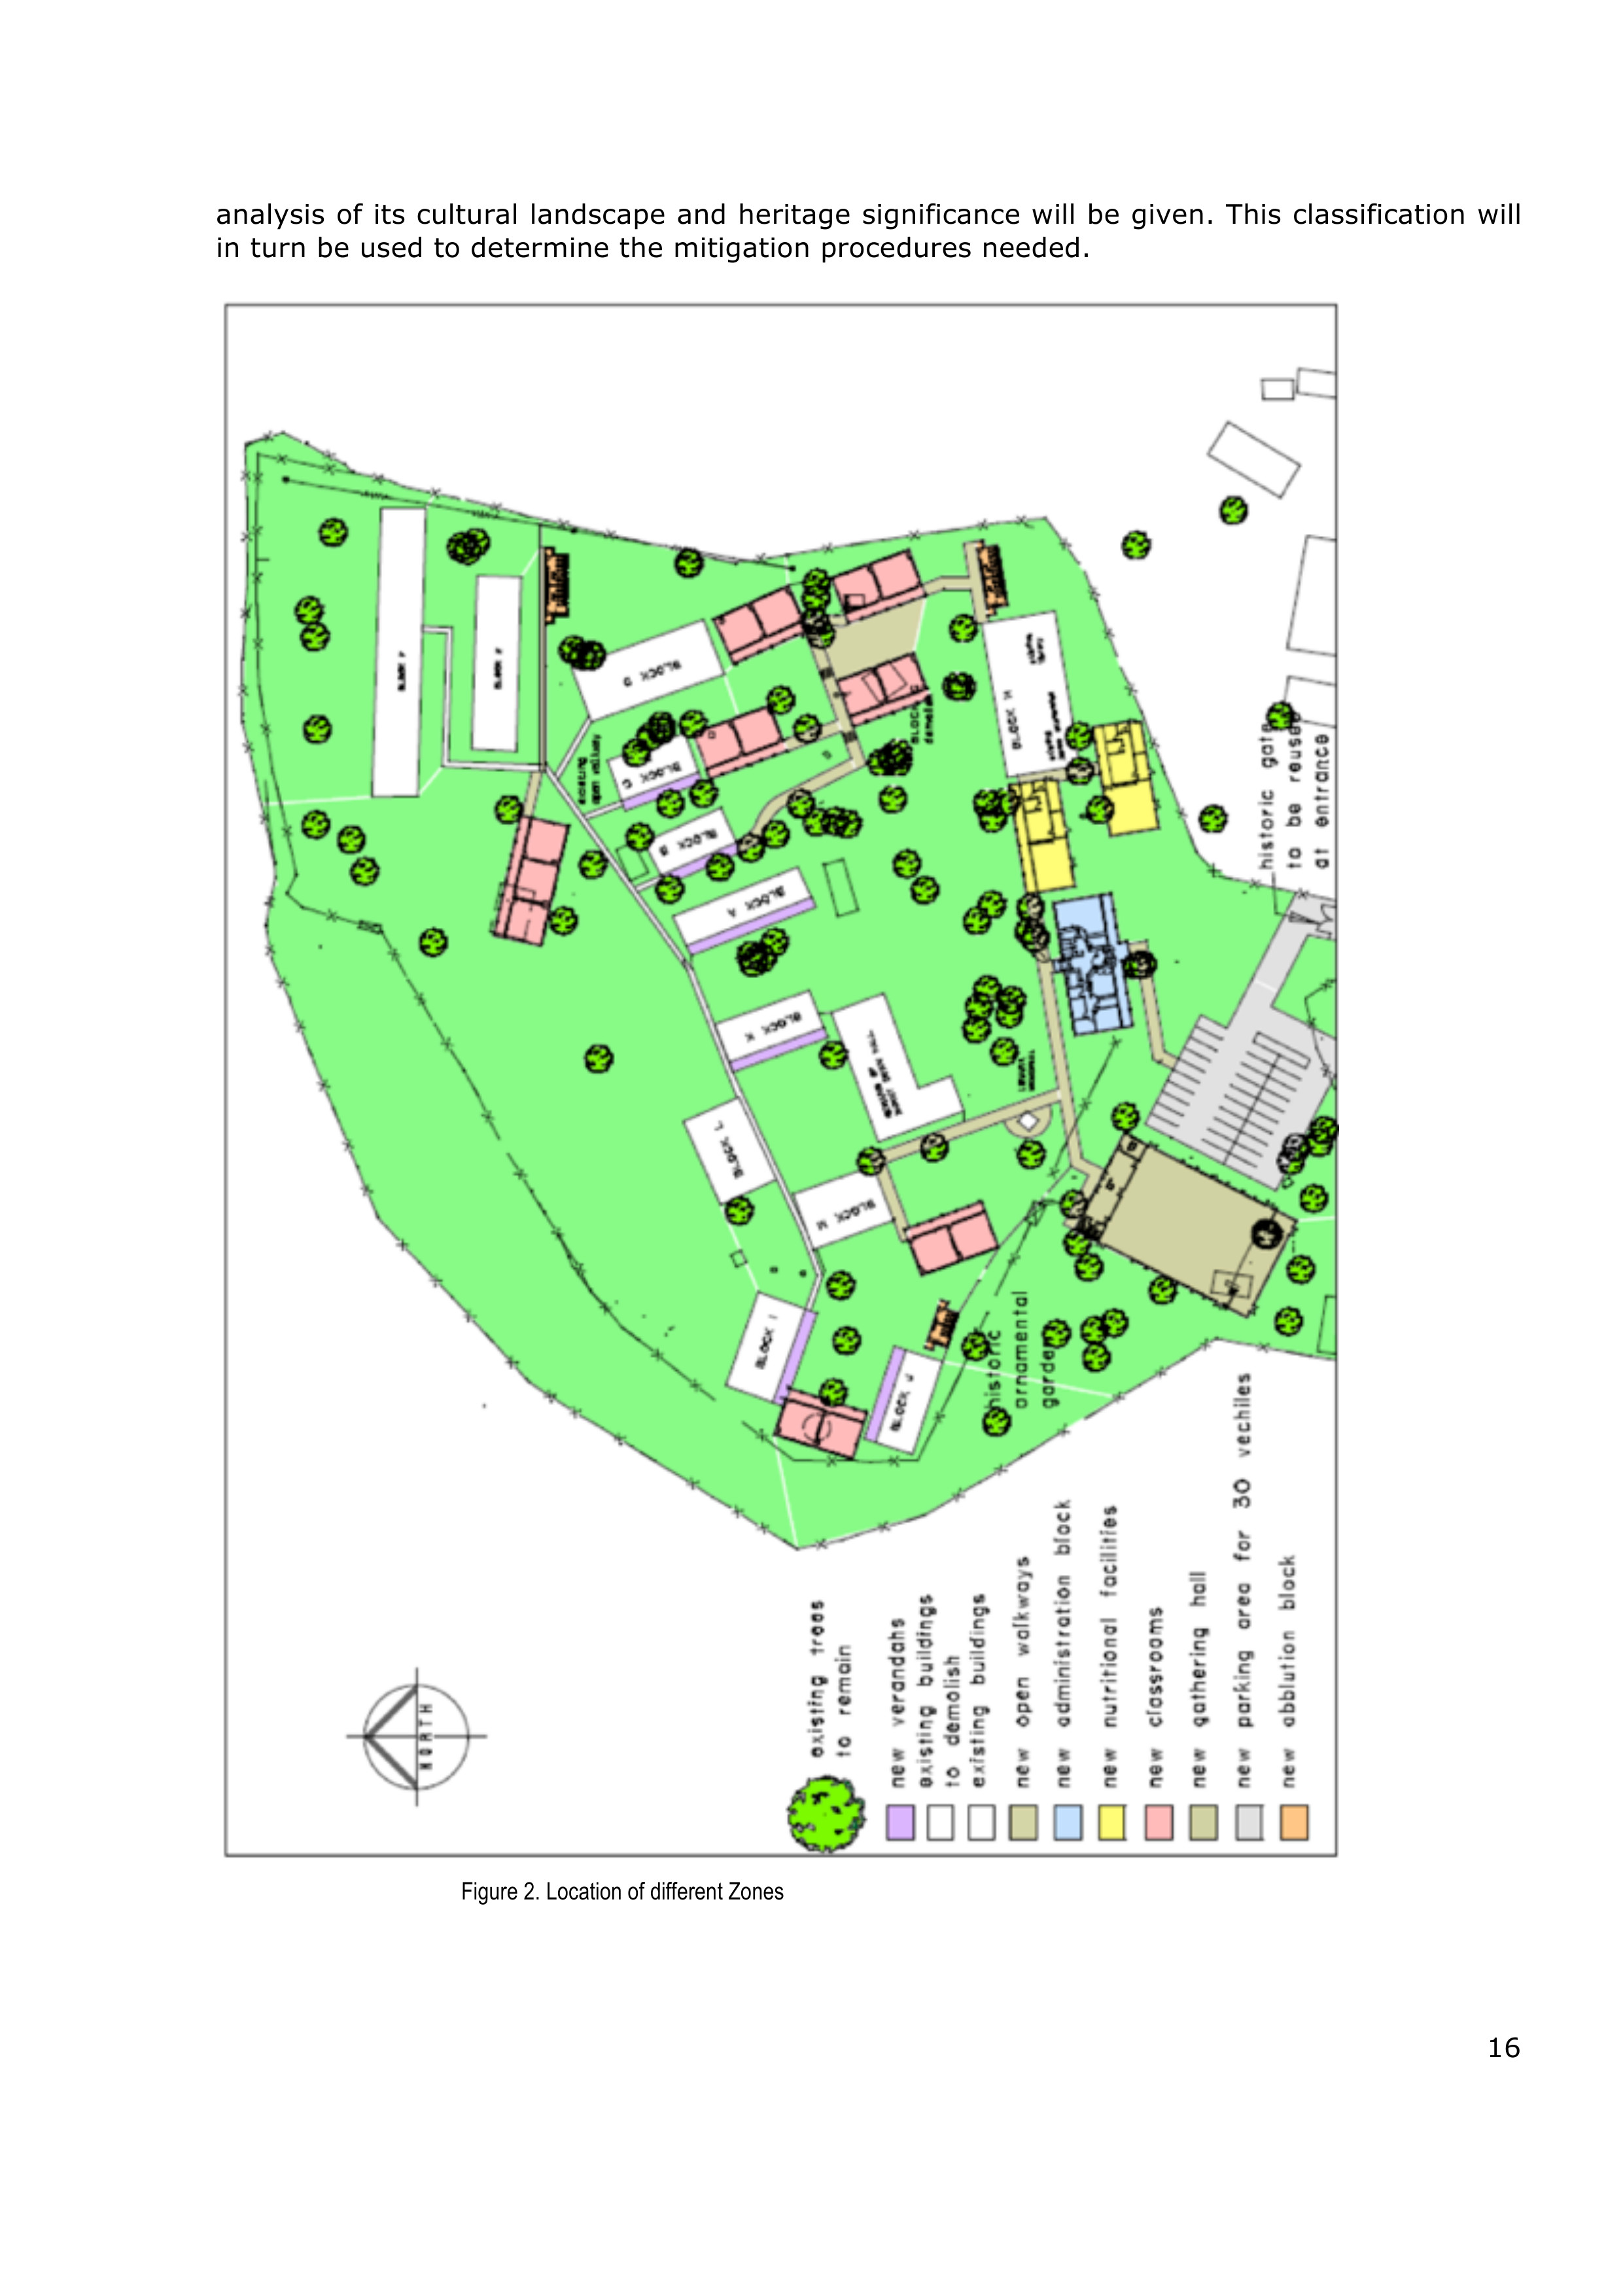 analysis of its cultural landscape and heritage significance will be given. This classification will
in turn be used to determine the mitigation procedures needed.
BLOCK F
BLOCK G
BLOCK H
existing
open walkway
BLOCK
BLOCK B
BLOCK A
BLOCK K
BLOCK L
BLOCK M
BLOCK I
BLOCK J
historic gate
to be reused
at entrance
historic
ornamental
garden
NORTH
existing trees
to remain
new verandahs
existing buildings
to demolish
existing buildings
new open walkways
new administration block
new nutritional facilities
new classrooms
new gathering hall
new parking area for 30 vechiles
new abblution block
Figure 2. Location of different Zones
16